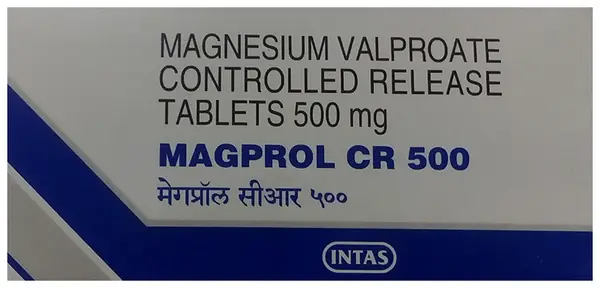 MAGNESIUM VALPROATE
CONTROLLED RELEASE
TABLETS 500 mg
MAGPROL CR 500
मेगप्रॉल सीआर ५००
INTAS